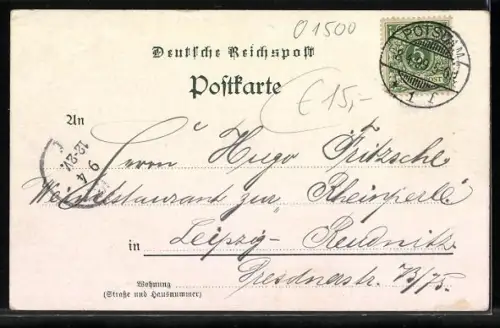 01500
Deutsche Reichspost
Postkarte
€15,-
POTSDAM
An
Herrn Hugo Fritzsche
Weinrestaurant zur "Rheinperle"
in Leipzig-Reudnitz
Dresdnerstr. 73/75.
Wohnung
(Straße und Hausnummer)